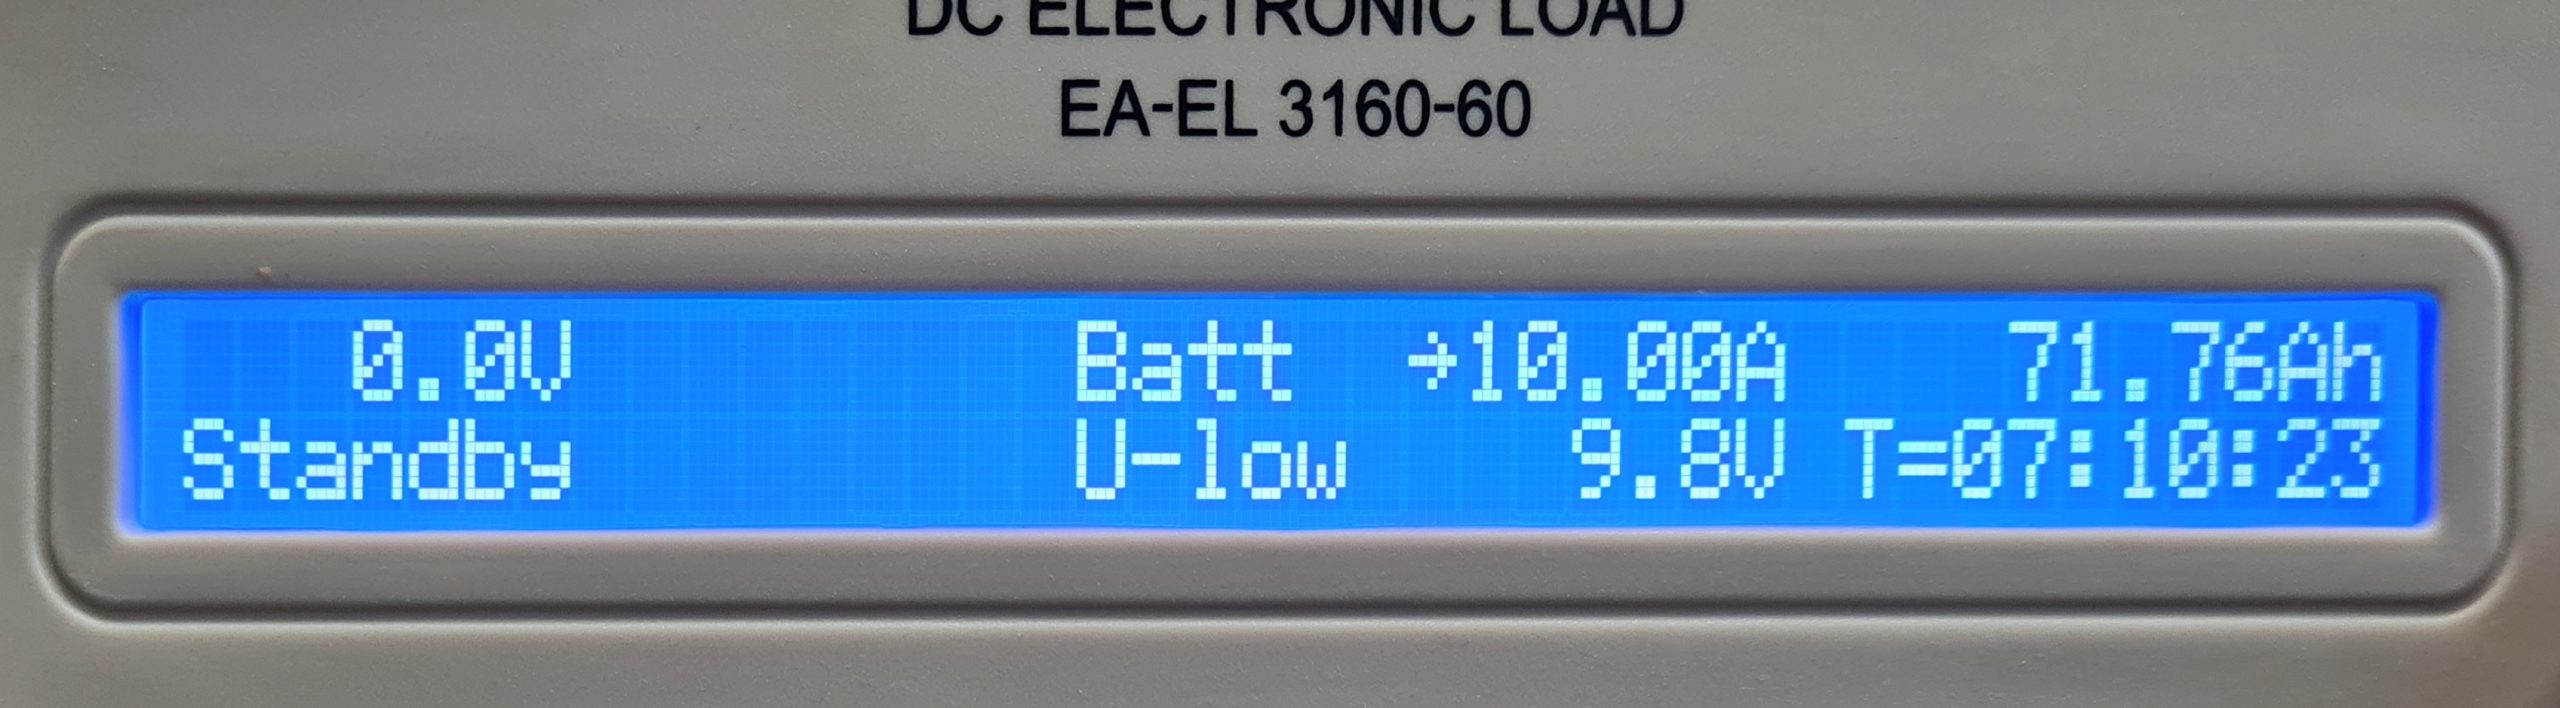 DC ELECTRONIC LOAD
EA-EL 3160-60
0.0V Batt →10.00A 71.76Ah
Standby U-low 9.8V T=07:10:23